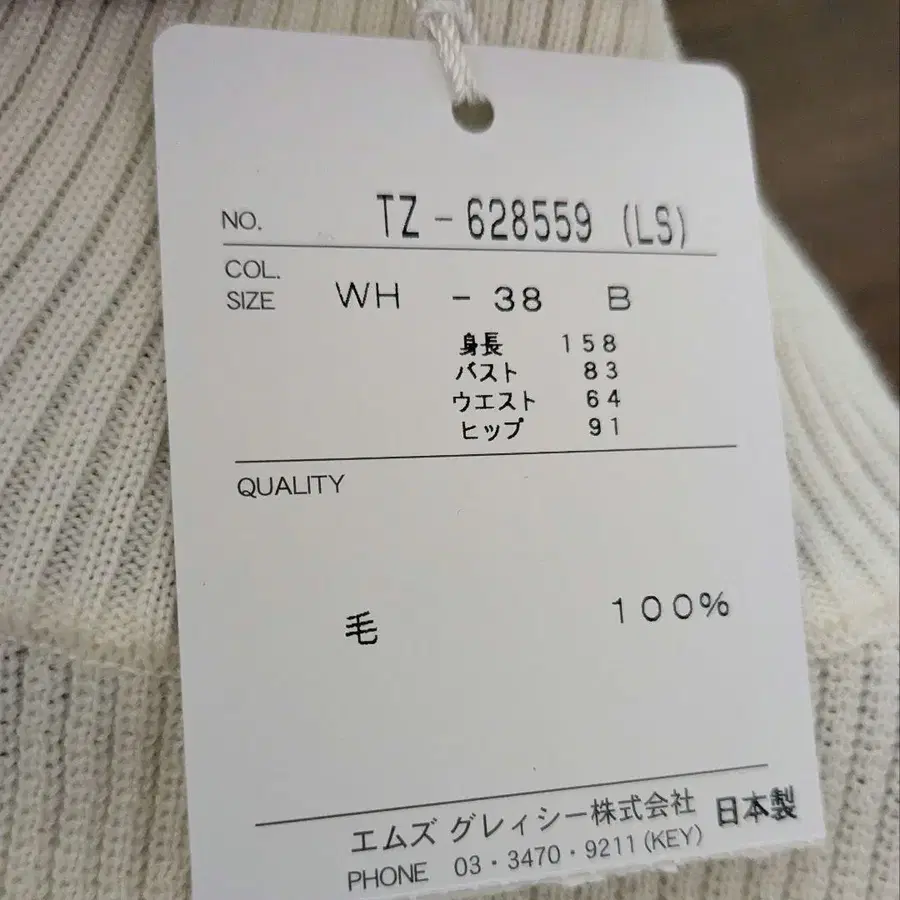 NO. TZ-628559 (LS)
COL.
SIZE WH - 38 B
身長 158
バスト 83
ウエスト 64
ヒップ 91
QUALITY
毛 100%
エムズ グレィシー株式会社 日本製
PHONE 03・3470・9211(KEY)